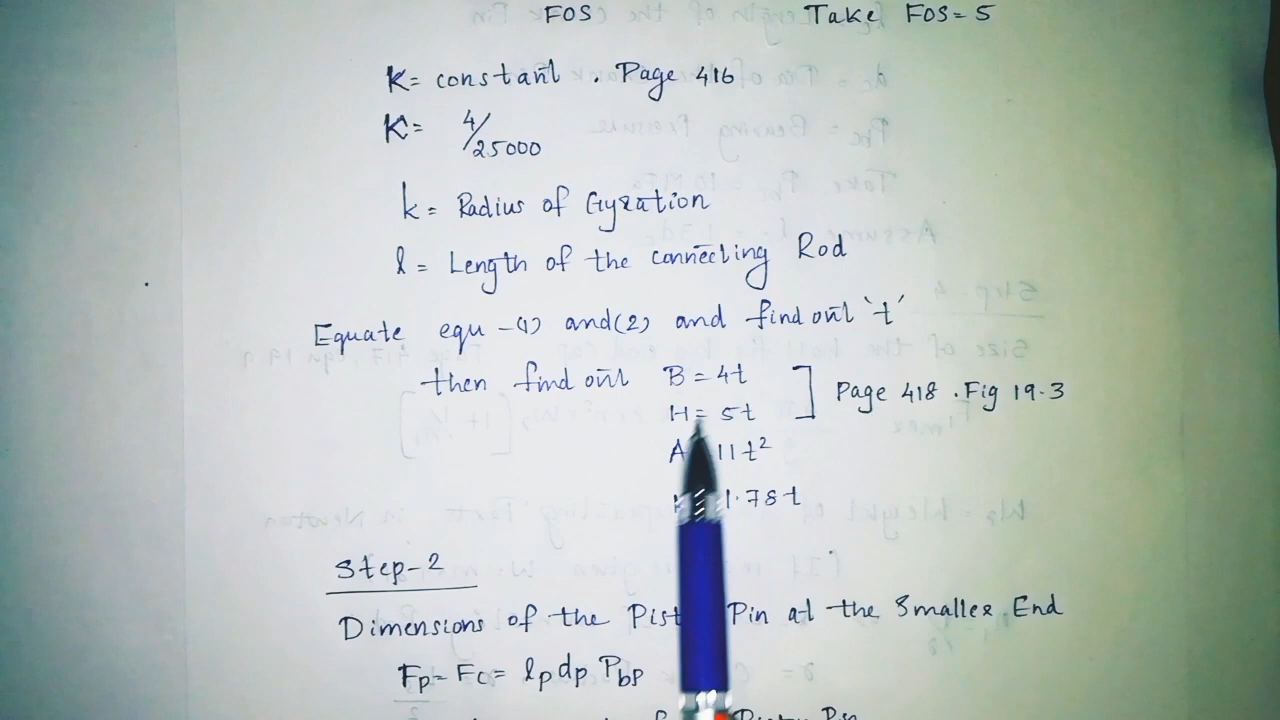 FOS Take FOS = 5
K = constant . Page 416
K = 4/25000
k = Radius of Gyration
l = Length of the connecting Rod
Equate equ -(1) and (2) and find out 't'
then find out B = 4t
H = 5t ] Page 418 . Fig 19.3
A 11t²
1.78t
Step-2
Dimensions of the Pist Pin at the Smaller End
Fp = Fc = lp dp Pbp